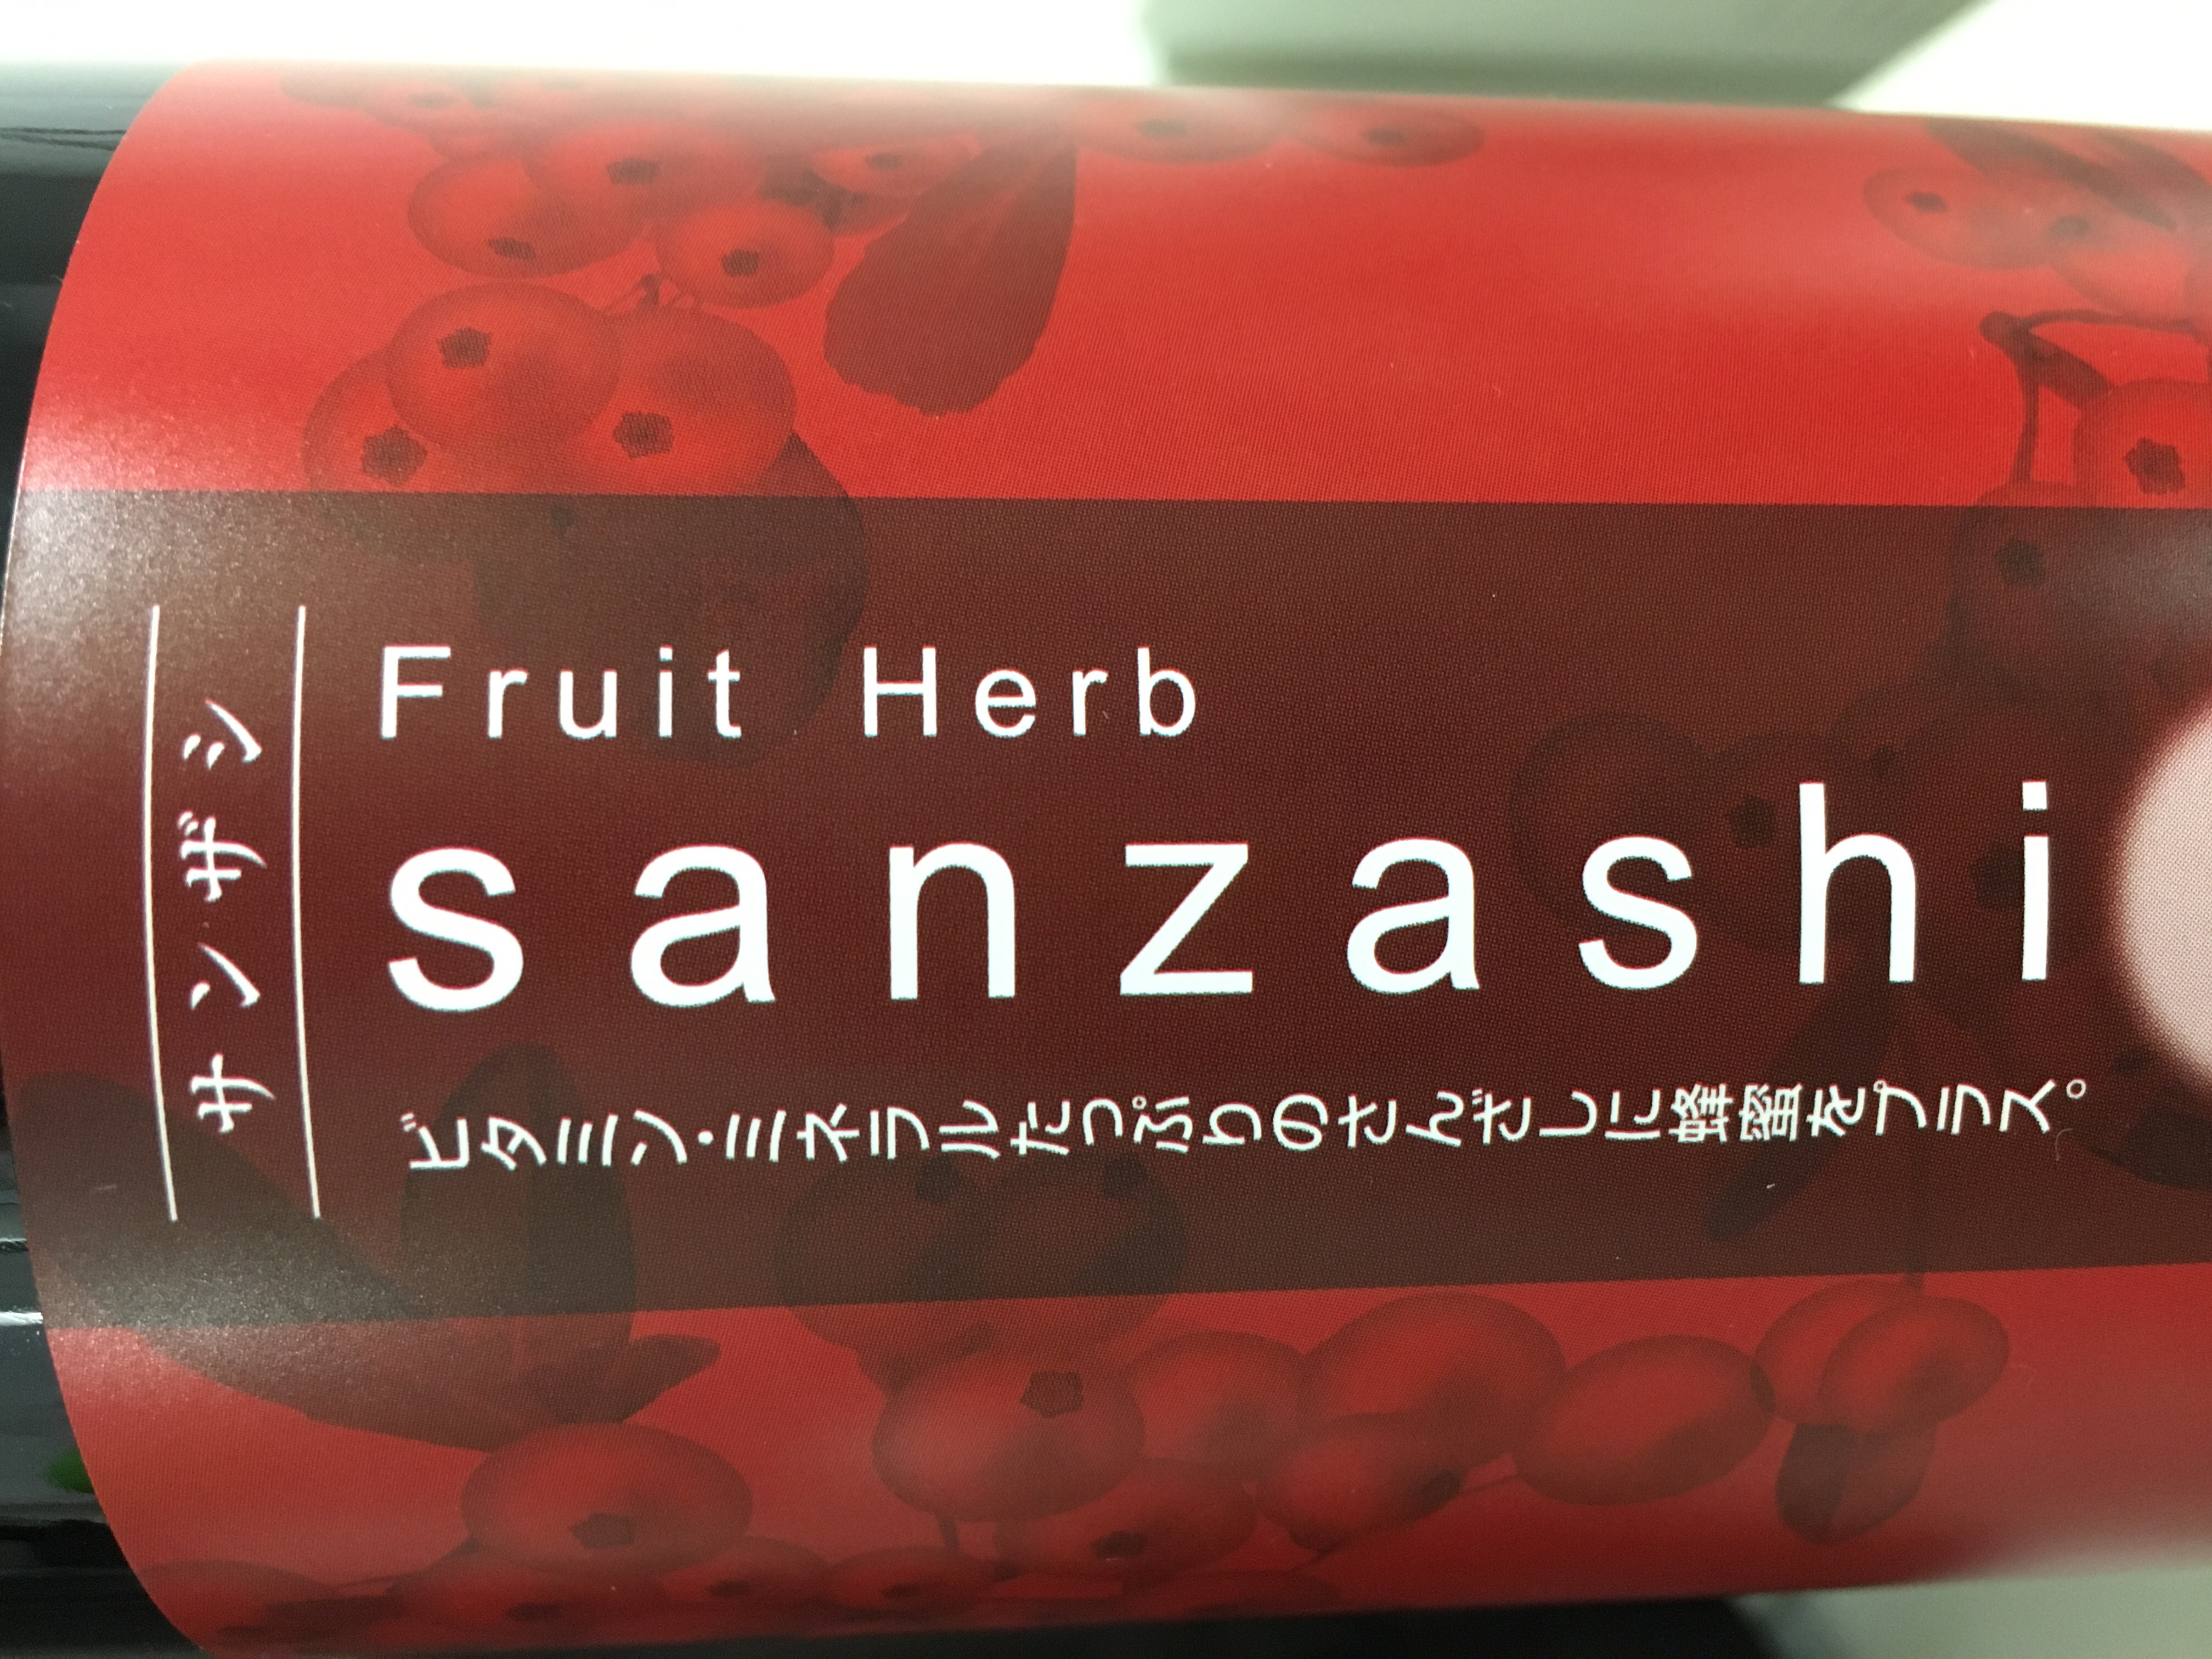 サンザシ
Fruit Herb
sanzashi
ビタミン・ミネラルたっぷりのさんざしに蜂蜜をプラス。